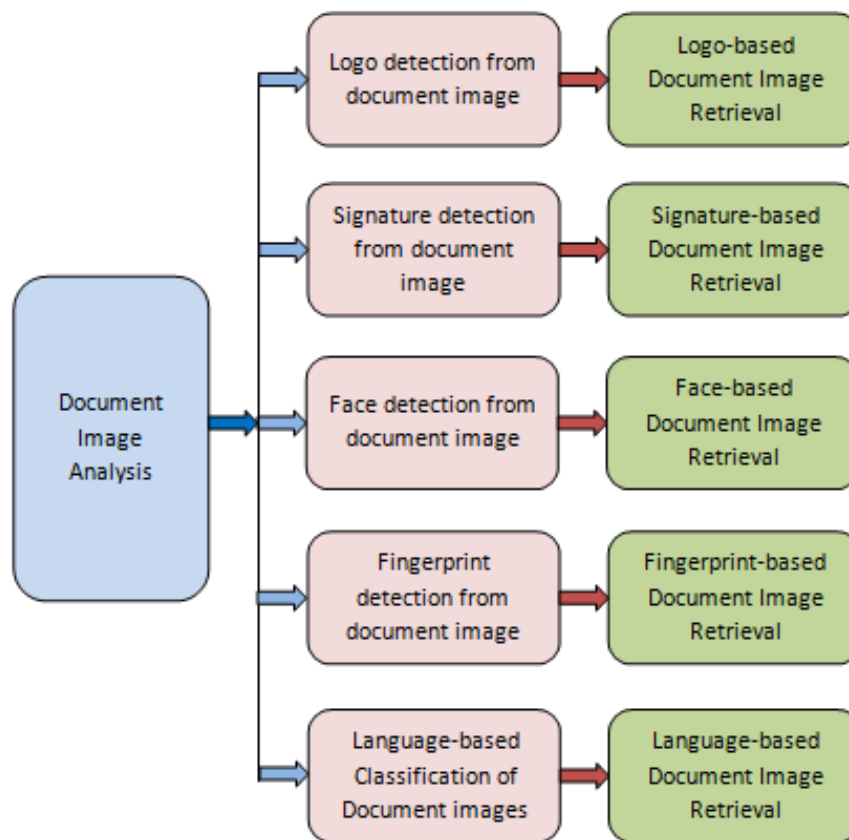 Logo detection from
document image
Logo-based
Document Image
Retrieval
Signature detection
from document
image
Signature-based
Document Image
Retrieval
Document
Image
Analysis
Face detection from
document image
Face-based
Document Image
Retrieval
Fingerprint
detection from
document image
Fingerprint-based
Document Image
Retrieval
Language-based
Classification of
Document images
Language-based
Document Image
Retrieval